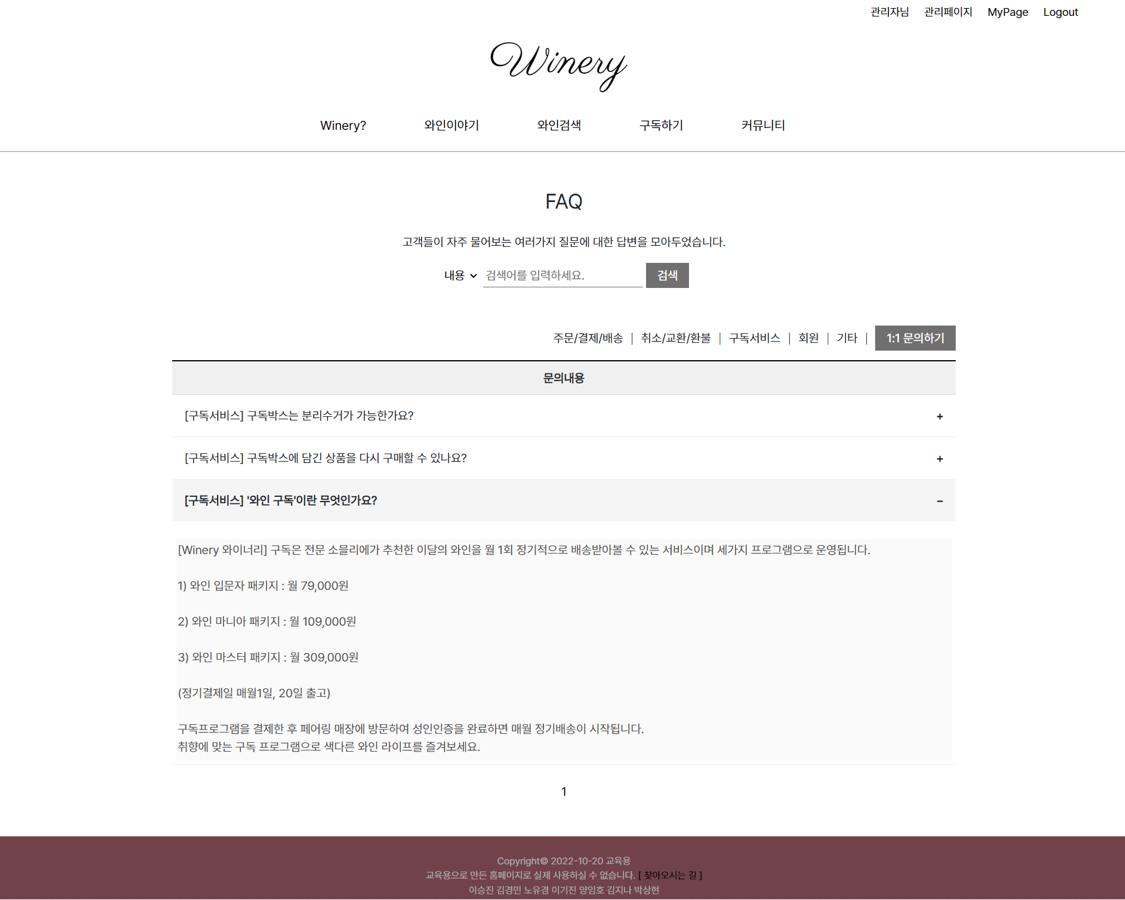 관리자님 관리페이지 MyPage Logout
Winery
Winery? 와인이야기 와인검색 구독하기 커뮤니티
FAQ
고객들이 자주 물어보는 여러가지 질문에 대한 답변을 모아두었습니다.
내용 검색어를 입력하세요. 검색
주문/결제/배송 | 취소/교환/환불 | 구독서비스 | 회원 | 기타 | 1:1 문의하기
문의내용
[구독서비스] 구독박스는 분리수거가 가능한가요? +
[구독서비스] 구독박스에 담긴 상품을 다시 구매할 수 있나요? +
[구독서비스] '와인 구독'이란 무엇인가요? −
[Winery 와이너리] 구독은 전문 소믈리에가 추천한 이달의 와인을 월 1회 정기적으로 배송받아볼 수 있는 서비스이며 세가지 프로그램으로 운영됩니다.
1) 와인 입문자 패키지 : 월 79,000원
2) 와인 마니아 패키지 : 월 109,000원
3) 와인 마스터 패키지 : 월 309,000원
(정기결제일 매월1일, 20일 출고)
구독프로그램을 결제한 후 페어링 매장에 방문하여 성인인증을 완료하면 매월 정기배송이 시작됩니다.
취향에 맞는 구독 프로그램으로 색다른 와인 라이프를 즐겨보세요.
1
Copyright© 2022-10-20 교육용
교육용으로 만든 홈페이지로 실제 사용하실 수 없습니다. [ 찾아오시는 길 ]
이승진 김경민 노유경 이기진 양임호 김지나 박상현